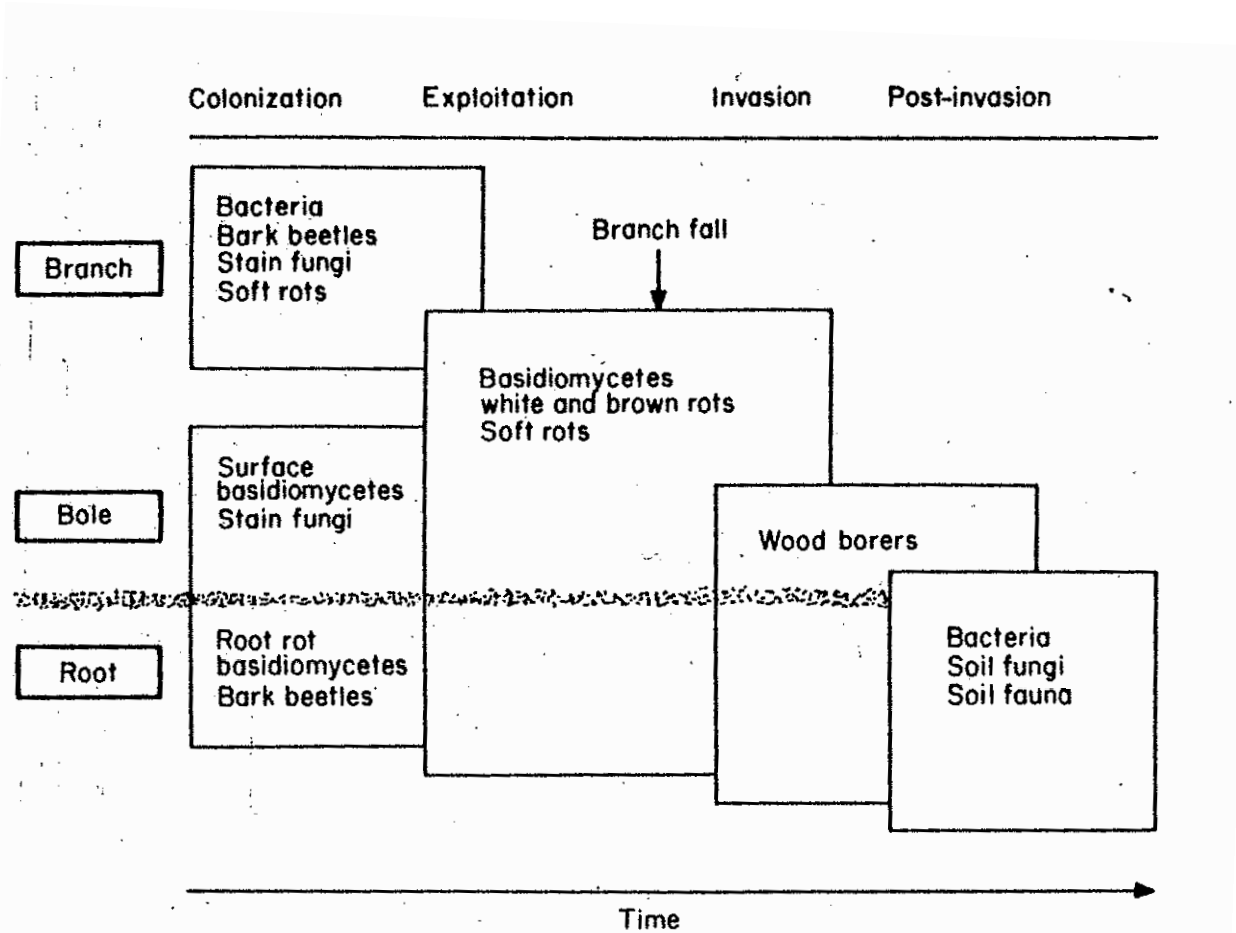 Colonization Exploitation Invasion Post-invasion
Branch
Bacteria
Bark beetles
Stain fungi
Soft rots
Branch fall
Basidiomycetes
white and brown rots
Soft rots
Bole
Surface
basidiomycetes
Stain fungi
Wood borers
Root
Root rot
basidiomycetes
Bark beetles
Bacteria
Soil fungi
Soil fauna
Time